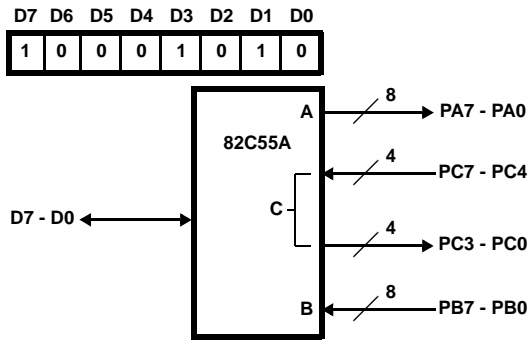 D7 D6 D5 D4 D3 D2 D1 D0
1 0 0 0 1 0 1 0
A 8 PA7 - PA0
82C55A
4 PC7 - PC4
C
D7 - D0
4 PC3 - PC0
B 8 PB7 - PB0